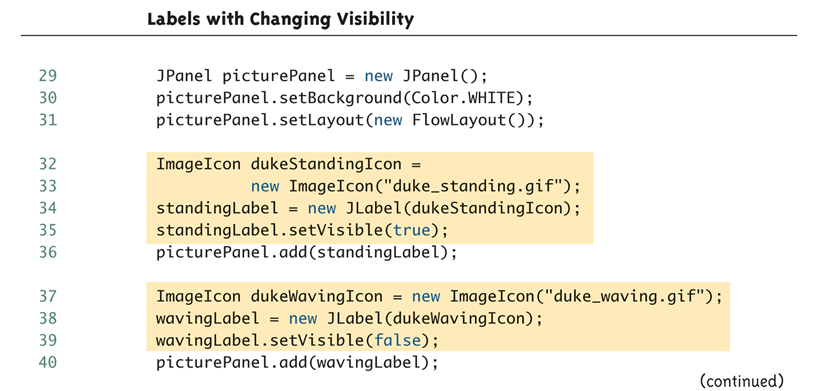 Labels with Changing Visibility
29 JPanel picturePanel = new JPanel();
30 picturePanel.setBackground(Color.WHITE);
31 picturePanel.setLayout(new FlowLayout());
32 ImageIcon dukeStandingIcon =
33 new ImageIcon("duke_standing.gif");
34 standingLabel = new JLabel(dukeStandingIcon);
35 standingLabel.setVisible(true);
36 picturePanel.add(standingLabel);
37 ImageIcon dukeWavingIcon = new ImageIcon("duke_waving.gif");
38 wavingLabel = new JLabel(dukeWavingIcon);
39 wavingLabel.setVisible(false);
40 picturePanel.add(wavingLabel);
(continued)